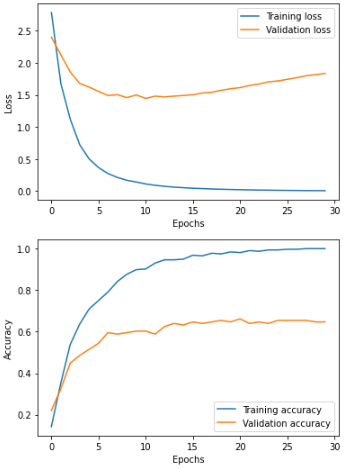 Training loss
Validation loss
2.5
2.0
1.5
1.0
0.5
0.0
Loss
0 5 10 15 20 25 30
Epochs
1.0
0.8
0.6
0.4
0.2
Accuracy
Training accuracy
Validation accuracy
0 5 10 15 20 25 30
Epochs